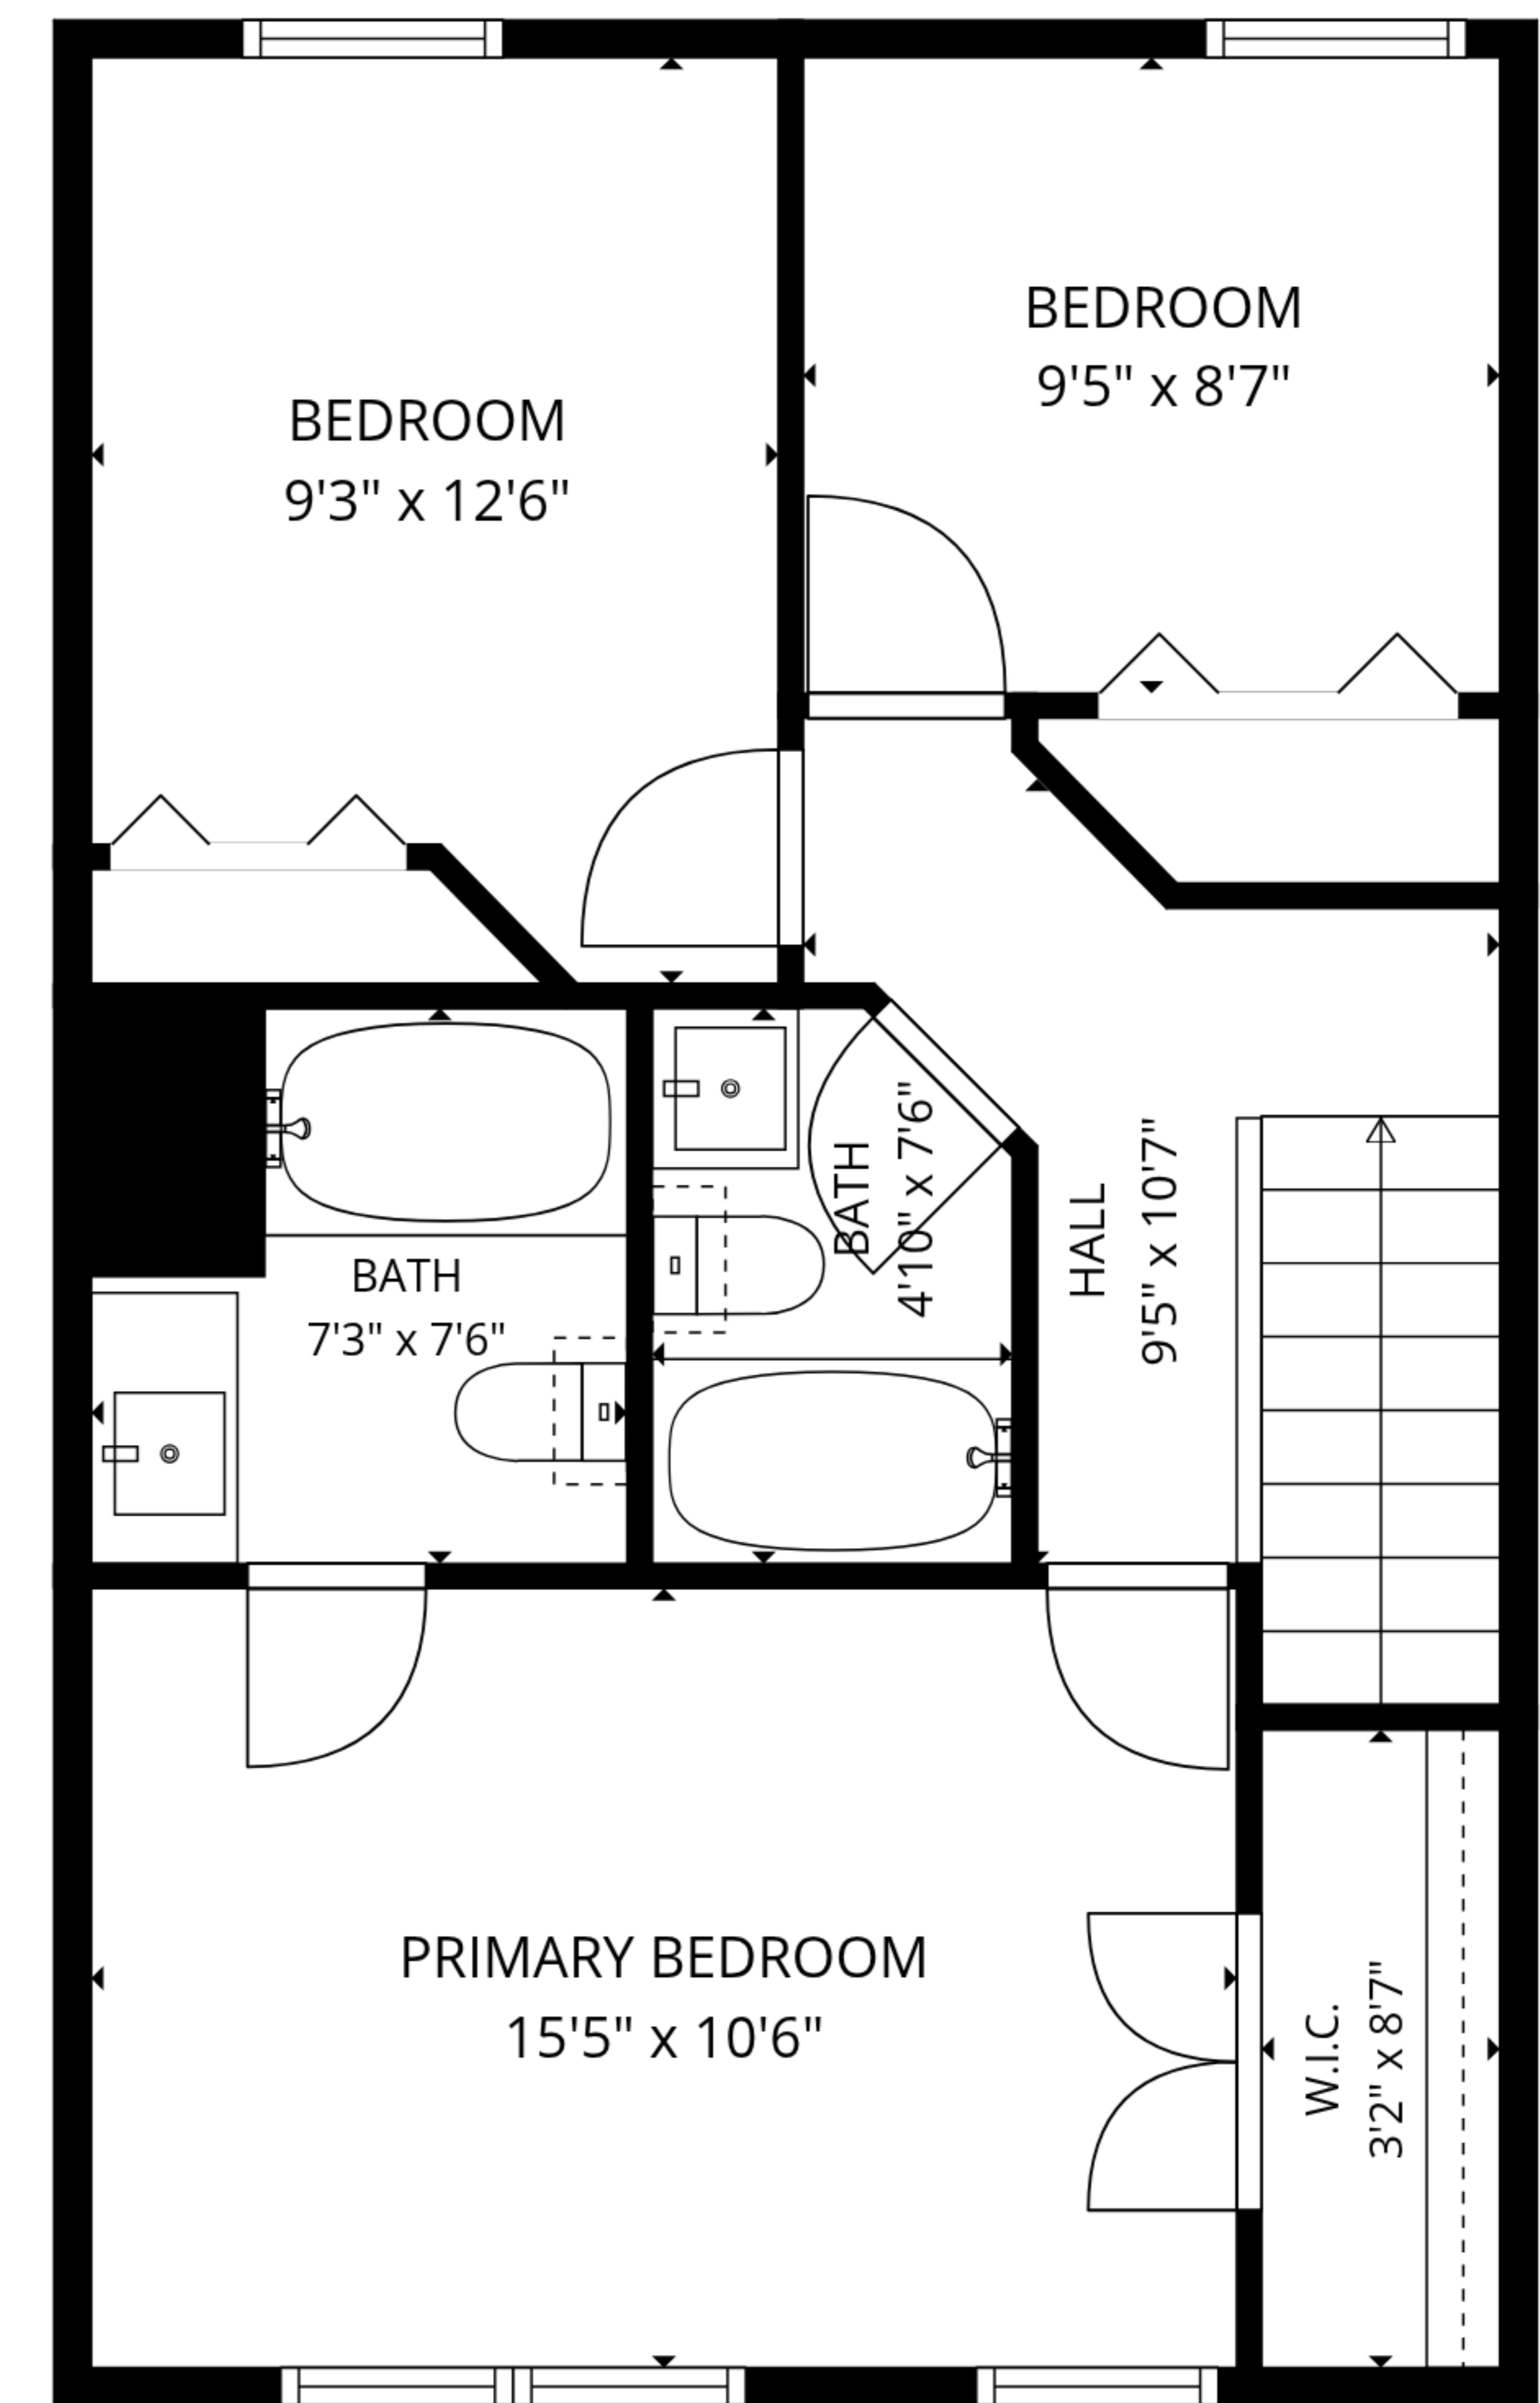 BEDROOM
9'5" x 8'7"
BEDROOM
9'3" x 12'6"
BATH
4'10" x 7'6"
HALL
9'5" x 10'7"
BATH
7'3" x 7'6"
PRIMARY BEDROOM
15'5" x 10'6"
W.I.C.
3'2" x 8'7"